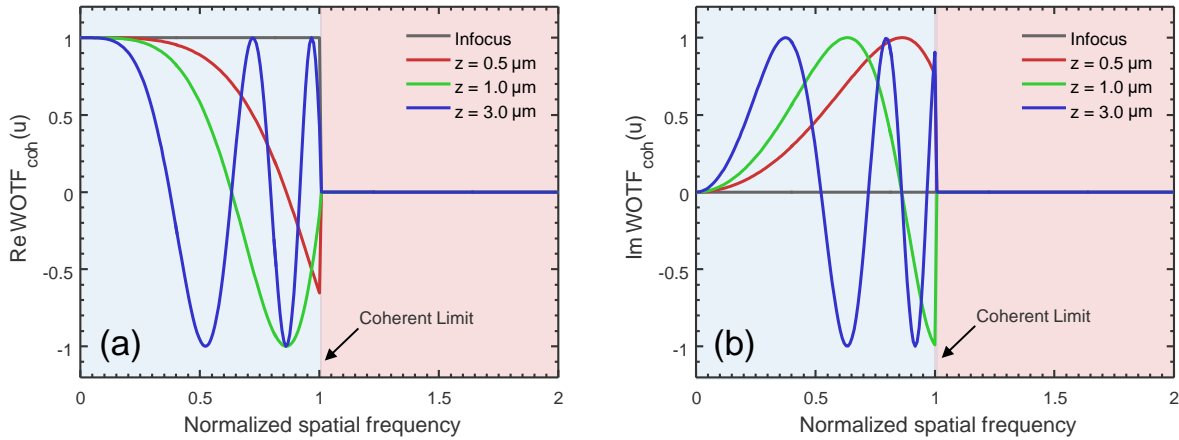 1
0.5
0
-0.5
-1
Re WOTF_coh(u)
Infocus
z = 0.5 µm
z = 1.0 µm
z = 3.0 µm
Coherent Limit
(a)
0 0.5 1 1.5 2
Normalized spatial frequency
1
0.5
0
-0.5
-1
Im WOTF_coh(u)
Infocus
z = 0.5 µm
z = 1.0 µm
z = 3.0 µm
Coherent Limit
(b)
0 0.5 1 1.5 2
Normalized spatial frequency